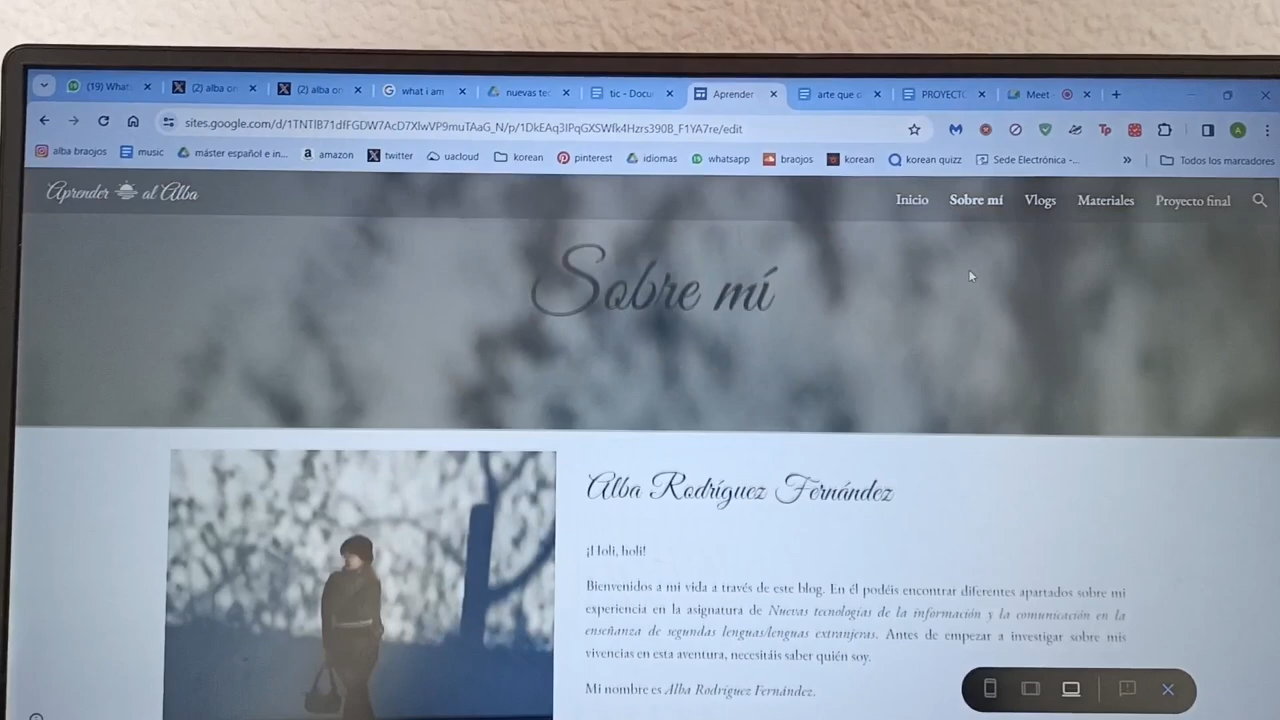 (19) What
(2) alba on
(2) alba on
what i am
nuevas tec
tic - Docu
Aprender
arte que c
PROYECTO
Meet
sites.google.com/d/1TNTlB71dfFGDW7AcD7XlwVP9muTAaG_N/p/1DkEAq3IPqGXSWfk4Hzrs390B_F1YA7re/edit
alba braojos music máster español e in... amazon twitter uacloud korean pinterest idiomas whatsapp braojos korean korean quizz Sede Electrónica -... » Todos los marcadores
Aprender al Alba
Inicio Sobre mí Vlogs Materiales Proyecto final
Sobre mí
Alba Rodríguez Fernández
¡Holi, holi!
Bienvenidos a mi vida a través de este blog. En él podéis encontrar diferentes apartados sobre mi
experiencia en la asignatura de Nuevas tecnologías de la información y la comunicación en la
enseñanza de segundas lenguas/lenguas extranjeras. Antes de empezar a investigar sobre mis
vivencias en esta aventura, necesitáis saber quién soy.
Mi nombre es Alba Rodríguez Fernández.